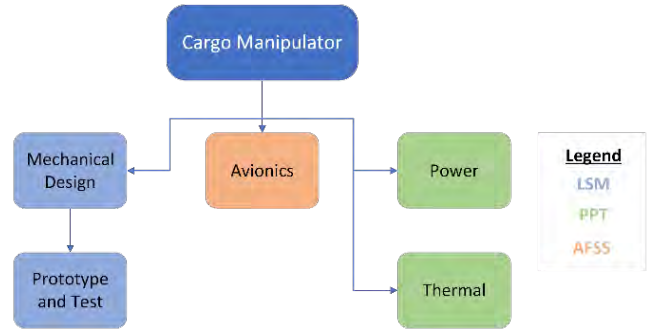 Cargo Manipulator
Mechanical
Design
Avionics
Power
Prototype
and Test
Thermal
Legend
LSM
PPT
AFSS